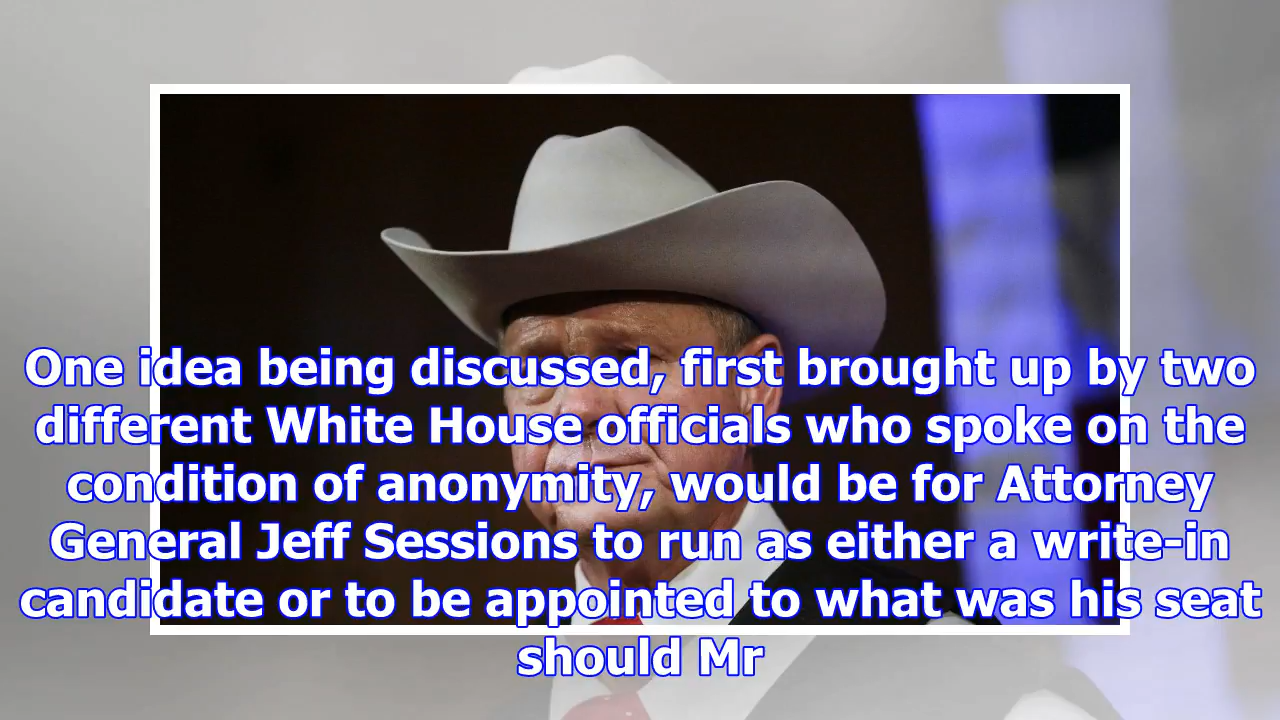 One idea being discussed, first brought up by two
different White House officials who spoke on the
condition of anonymity, would be for Attorney
General Jeff Sessions to run as either a write-in
candidate or to be appointed to what was his seat
should Mr